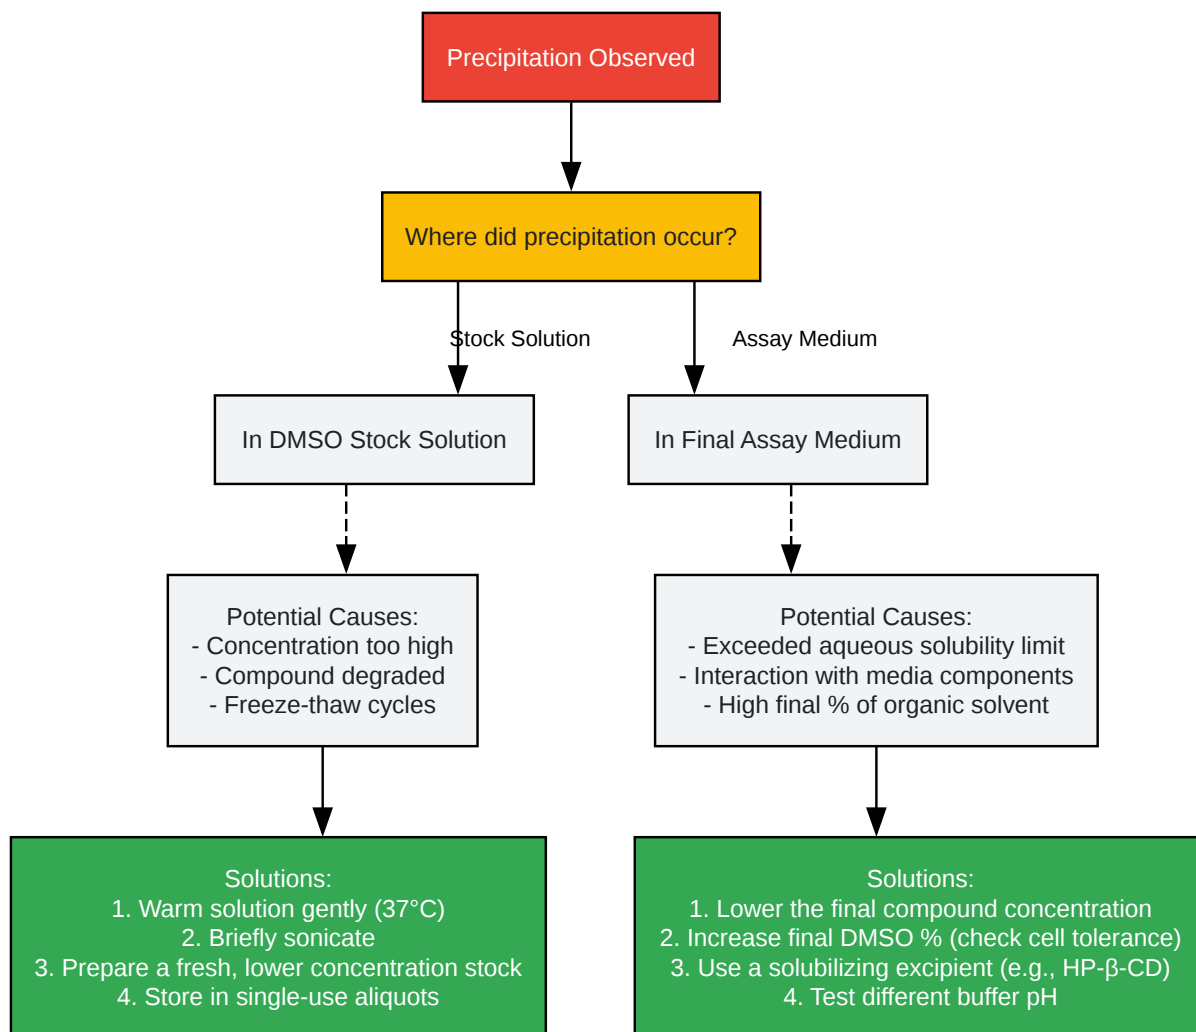 Precipitation Observed
Where did precipitation occur?
Stock Solution
Assay Medium
In DMSO Stock Solution
In Final Assay Medium
Potential Causes:
- Concentration too high
- Compound degraded
- Freeze-thaw cycles
Potential Causes:
- Exceeded aqueous solubility limit
- Interaction with media components
- High final % of organic solvent
Solutions:
1. Warm solution gently (37°C)
2. Briefly sonicate
3. Prepare a fresh, lower concentration stock
4. Store in single-use aliquots
Solutions:
1. Lower the final compound concentration
2. Increase final DMSO % (check cell tolerance)
3. Use a solubilizing excipient (e.g., HP-β-CD)
4. Test different buffer pH